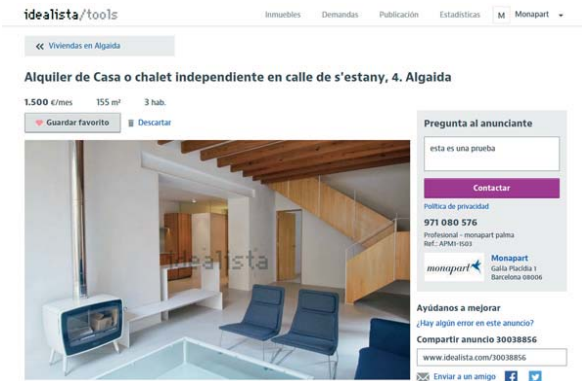 idealista/tools
Inmuebles Demandas Publicación Estadísticas M Monapart
« Viviendas en Algaida
Alquiler de Casa o chalet independiente en calle de s'estany, 4. Algaida
1.500 €/mes 155 m² 3 hab.
Guardar favorito Descartar
idealista
Pregunta al anunciante
esta es una prueba
Contactar
Política de privacidad
971 080 576
Profesional - monapart palma
Ref.: APM1-1503
monapart
Monapart
Gal·la Placídia 1
Barcelona 08006
Ayúdanos a mejorar
¿Hay algún error en este anuncio?
Compartir anuncio 30038856
www.idealista.com/30038856
Enviar a un amigo